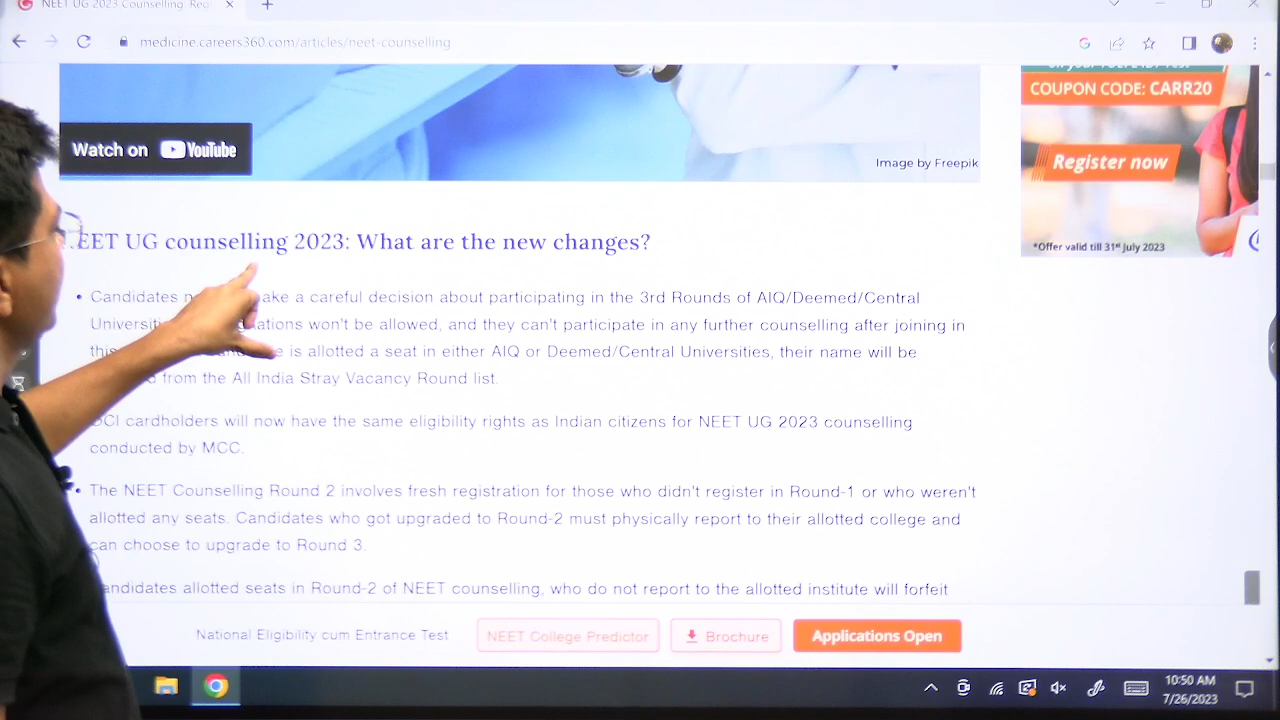 NEET UG 2023 Counselling: Reg
medicine.careers360.com/articles/neet-counselling
COUPON CODE: CARR20
Watch on YouTube
Register now
Image by Freepik
*Offer valid till 31st July 2023
EET UG counselling 2023: What are the new changes?
Candidates ake a careful decision about participating in the 3rd Rounds of AIQ/Deemed/Central
won't be allowed, and they can't participate in any further counselling after joining in
this is allotted a seat in either AIQ or Deemed/Central Universities, their name will be
from the All India Stray Vacancy Round list.
OCI cardholders will now have the same eligibility rights as Indian citizens for NEET UG 2023 counselling
conducted by MCC.
• The NEET Counselling Round 2 involves fresh registration for those who didn't register in Round-1 or who weren't
allotted any seats. Candidates who got upgraded to Round-2 must physically report to their allotted college and
can choose to upgrade to Round 3.
andidates allotted seats in Round-2 of NEET counselling, who do not report to the allotted institute will forfeit
National Eligibility cum Entrance Test
NEET College Predictor
Brochure
Applications Open
10:50 AM
7/26/2023